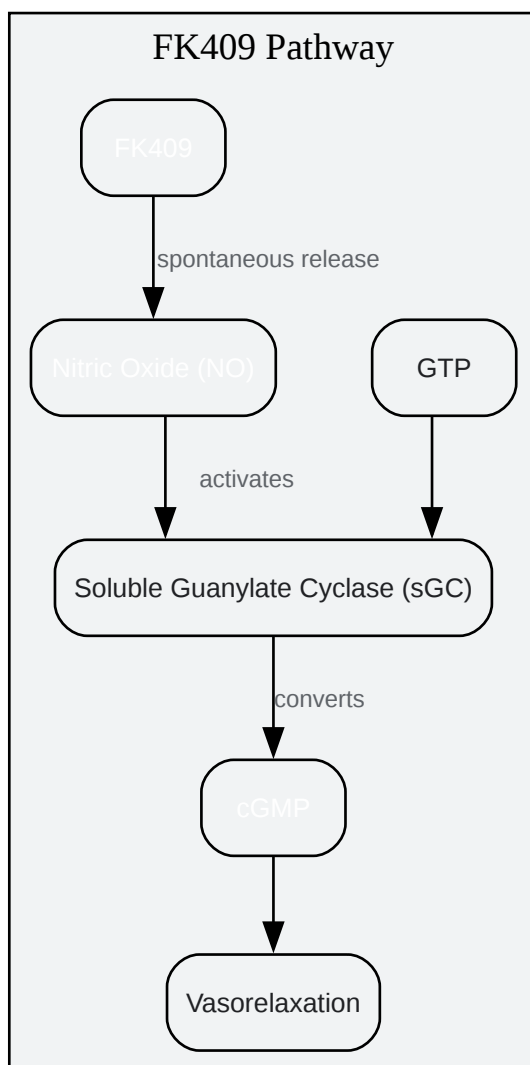 FK409 Pathway
FK409
spontaneous release
Nitric Oxide (NO)
GTP
activates
Soluble Guanylate Cyclase (sGC)
converts
cGMP
Vasorelaxation